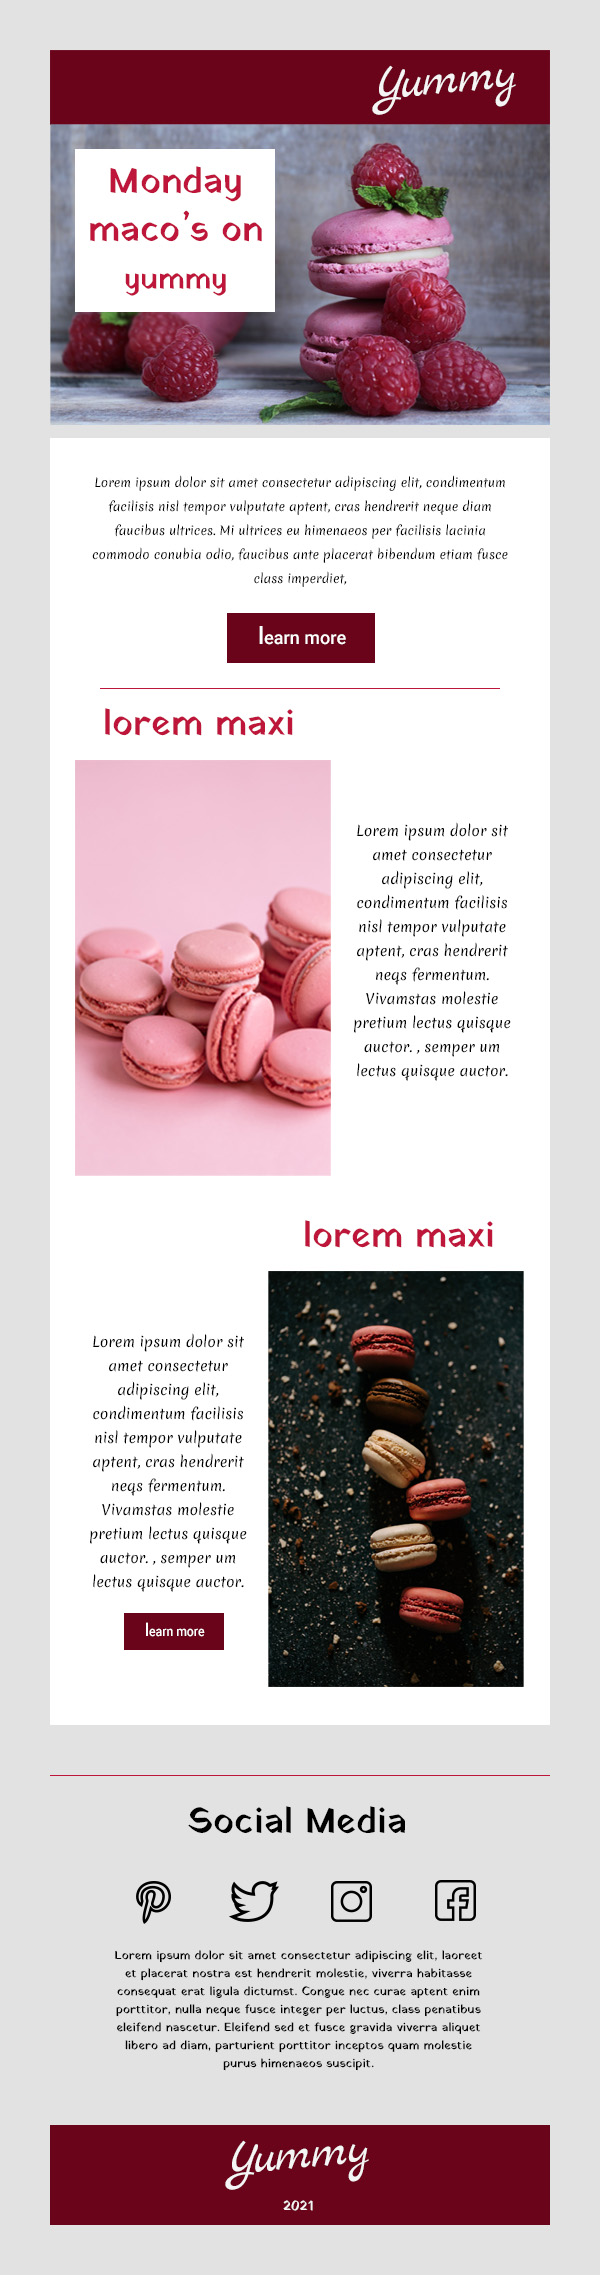 Yummy
Monday
maco's on
yummy
Lorem ipsum dolor sit amet consectetur adipiscing elit, condimentum
facilisis nisl tempor vulputate aptent, cras hendrerit neque diam
faucibus ultrices. Mi ultrices eu himenaeos per facilisis lacinia
commodo conubia odio, faucibus ante placerat bibendum etiam fusce
class imperdiet,
learn more
lorem maxi
Lorem ipsum dolor sit
amet consectetur
adipiscing elit,
condimentum facilisis
nisl tempor vulputate
aptent, cras hendrerit
neqs fermentum.
Vivamstas molestie
pretium lectus quisque
auctor. , semper um
lectus quisque auctor.
lorem maxi
Lorem ipsum dolor sit
amet consectetur
adipiscing elit,
condimentum facilisis
nisl tempor vulputate
aptent, cras hendrerit
neqs fermentum.
Vivamstas molestie
pretium lectus quisque
auctor. , semper um
lectus quisque auctor.
learn more
Social Media
Lorem ipsum dolor sit amet consectetur adipiscing elit, laoreet
et placerat nostra est hendrerit molestie, viverra habitasse
consequat erat ligula dictumst. Congue nec curae aptent enim
porttitor, nulla neque fusce integer per luctus, class penatibus
eleifend nascetur. Eleifend sed et fusce gravida viverra aliquet
libero ad diam, parturient porttitor inceptos quam molestie
purus himenaeos suscipit.
Yummy
2021